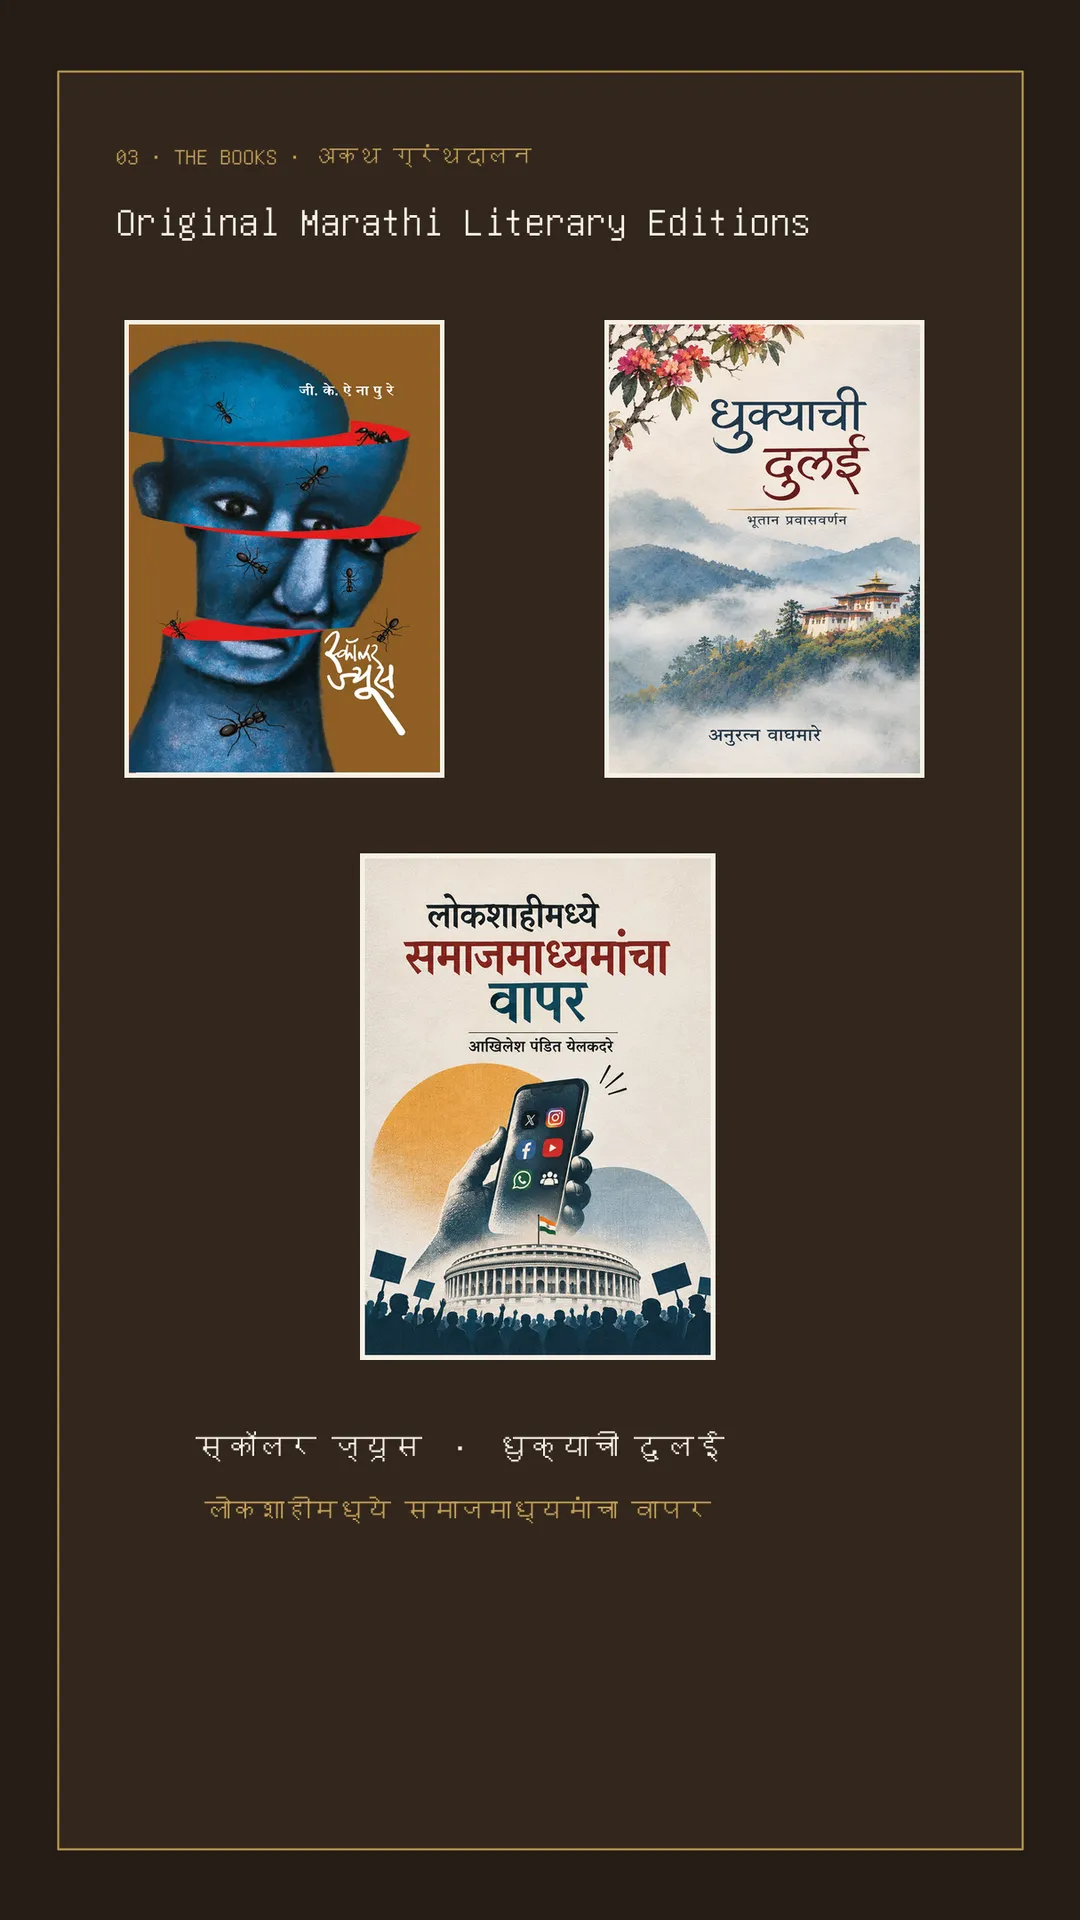 03 · THE BOOKS · अकथ ग्रंथदालन
Original Marathi Literary Editions
जी. के. ऐनापुरे
स्कॉलर
ज्यूस
धुक्याची
दुलई
भूतान प्रवासवर्णन
अनुरत्न वाघमारे
लोकशाहीमध्ये
समाजमाध्यमांचा
वापर
आखिलेश पंडित येलकदरे
स्कॉलर ज्यूस · धुक्याची दुलई
लोकशाहीमध्ये समाजमाध्यमांचा वापर